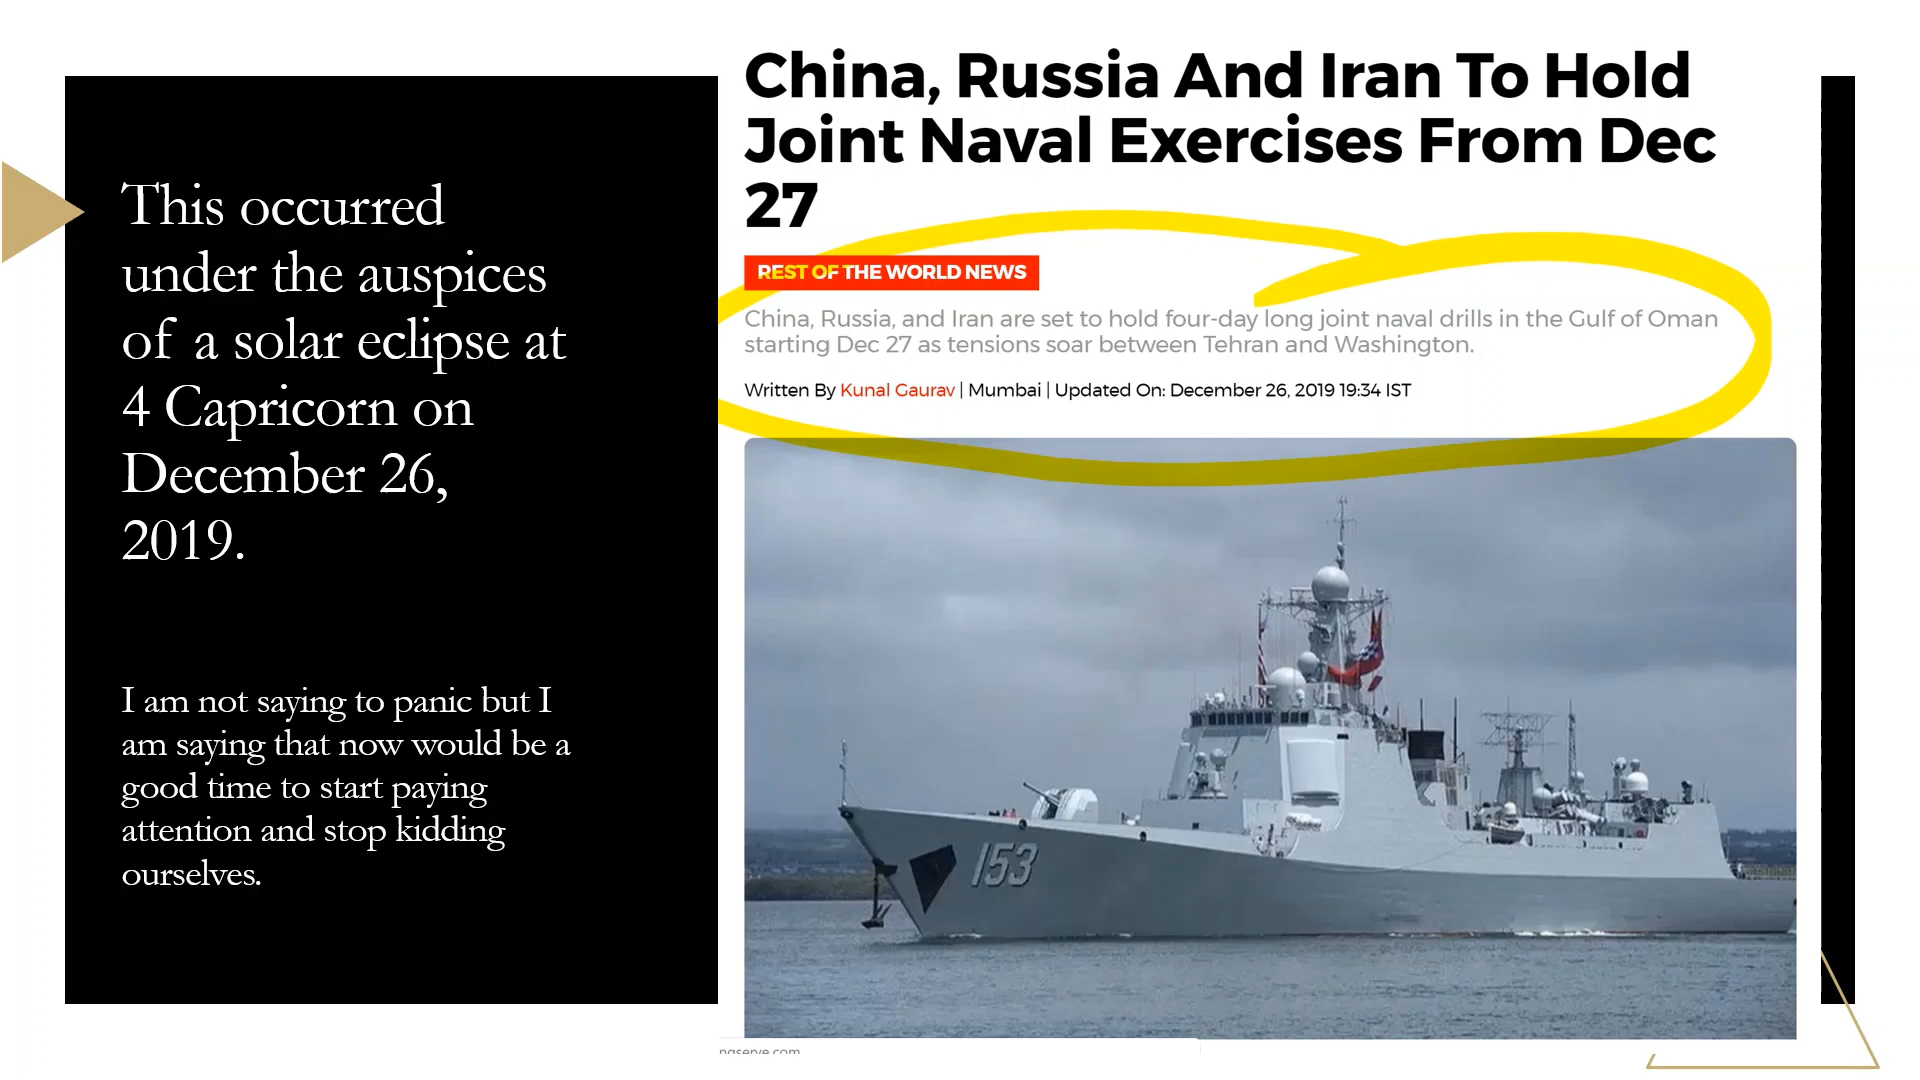 This occurred
under the auspices
of a solar eclipse at
4 Capricorn on
December 26,
2019.
I am not saying to panic but I
am saying that now would be a
good time to start paying
attention and stop kidding
ourselves.
China, Russia And Iran To Hold
Joint Naval Exercises From Dec
27
REST OF THE WORLD NEWS
China, Russia, and Iran are set to hold four-day long joint naval drills in the Gulf of Oman
starting Dec 27 as tensions soar between Tehran and Washington.
Written By Kunal Gaurav | Mumbai | Updated On: December 26, 2019 19:34 IST
153